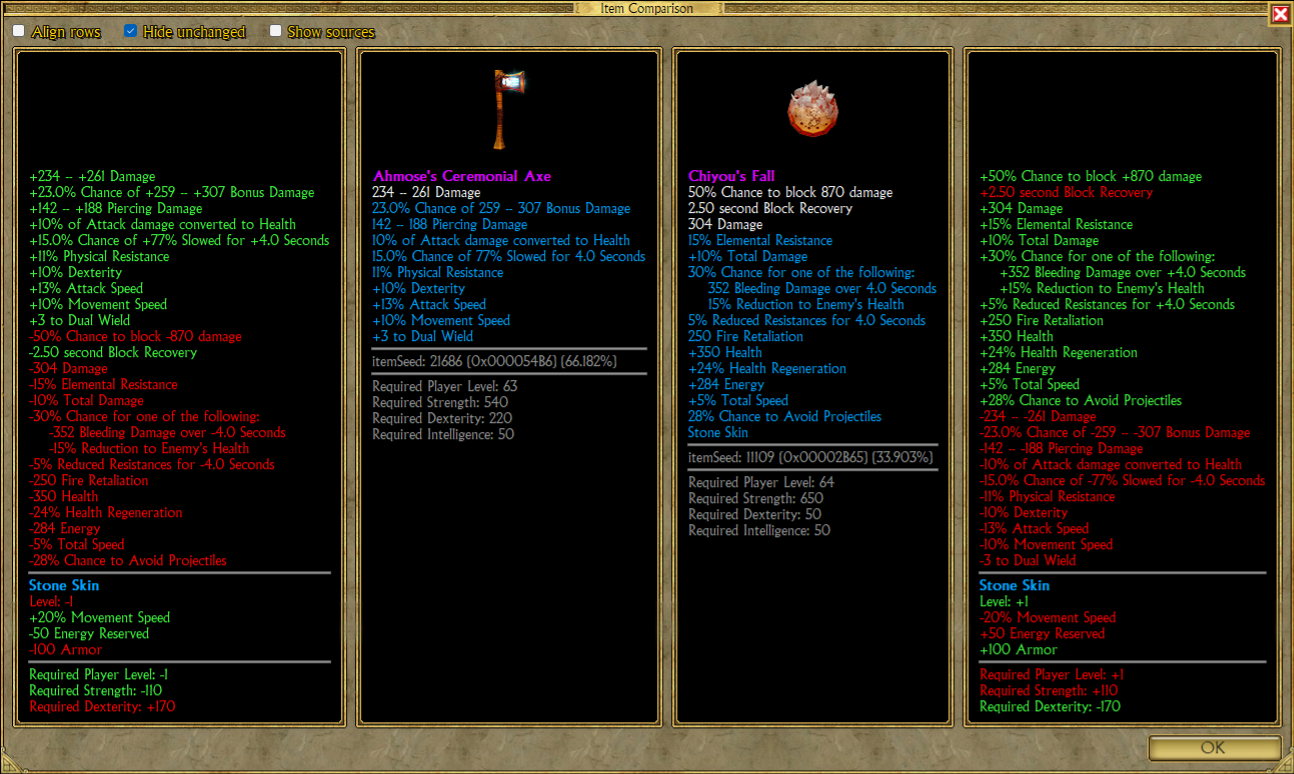 Item Comparison
Align rows
Hide unchanged
Show sources
+234 – +261 Damage
+23.0% Chance of +259 – +307 Bonus Damage
+142 – +188 Piercing Damage
+10% of Attack damage converted to Health
+15.0% Chance of +77% Slowed for +4.0 Seconds
+11% Physical Resistance
+10% Dexterity
+13% Attack Speed
+10% Movement Speed
+3 to Dual Wield
-50% Chance to block -870 damage
-2.50 second Block Recovery
-304 Damage
-15% Elemental Resistance
-10% Total Damage
-30% Chance for one of the following:
-352 Bleeding Damage over -4.0 Seconds
-15% Reduction to Enemy's Health
-5% Reduced Resistances for -4.0 Seconds
-250 Fire Retaliation
-350 Health
-24% Health Regeneration
-284 Energy
-5% Total Speed
-28% Chance to Avoid Projectiles
Stone Skin
Level: -1
+20% Movement Speed
-50 Energy Reserved
-100 Armor
Required Player Level: -1
Required Strength: -110
Required Dexterity: +170
Ahmose's Ceremonial Axe
234 – 261 Damage
23.0% Chance of 259 – 307 Bonus Damage
142 – 188 Piercing Damage
10% of Attack damage converted to Health
15.0% Chance of 77% Slowed for 4.0 Seconds
11% Physical Resistance
+10% Dexterity
+13% Attack Speed
+10% Movement Speed
+3 to Dual Wield
itemSeed: 21686 (0x000054B6) (66.182%)
Required Player Level: 63
Required Strength: 540
Required Dexterity: 220
Required Intelligence: 50
Chiyou's Fall
50% Chance to block 870 damage
2.50 second Block Recovery
304 Damage
15% Elemental Resistance
+10% Total Damage
30% Chance for one of the following:
352 Bleeding Damage over 4.0 Seconds
15% Reduction to Enemy's Health
5% Reduced Resistances for 4.0 Seconds
250 Fire Retaliation
+350 Health
+24% Health Regeneration
+284 Energy
+5% Total Speed
28% Chance to Avoid Projectiles
Stone Skin
itemSeed: 11109 (0x00002B65) (33.903%)
Required Player Level: 64
Required Strength: 650
Required Dexterity: 50
Required Intelligence: 50
+50% Chance to block +870 damage
+2.50 second Block Recovery
+304 Damage
+15% Elemental Resistance
+10% Total Damage
+30% Chance for one of the following:
+352 Bleeding Damage over +4.0 Seconds
+15% Reduction to Enemy's Health
+5% Reduced Resistances for +4.0 Seconds
+250 Fire Retaliation
+350 Health
+24% Health Regeneration
+284 Energy
+5% Total Speed
+28% Chance to Avoid Projectiles
-234 – -261 Damage
-23.0% Chance of -259 – -307 Bonus Damage
-142 – -188 Piercing Damage
-10% of Attack damage converted to Health
-15.0% Chance of -77% Slowed for -4.0 Seconds
-11% Physical Resistance
-10% Dexterity
-13% Attack Speed
-10% Movement Speed
-3 to Dual Wield
Stone Skin
Level: +1
-20% Movement Speed
+50 Energy Reserved
+100 Armor
Required Player Level: +1
Required Strength: +110
Required Dexterity: -170
OK